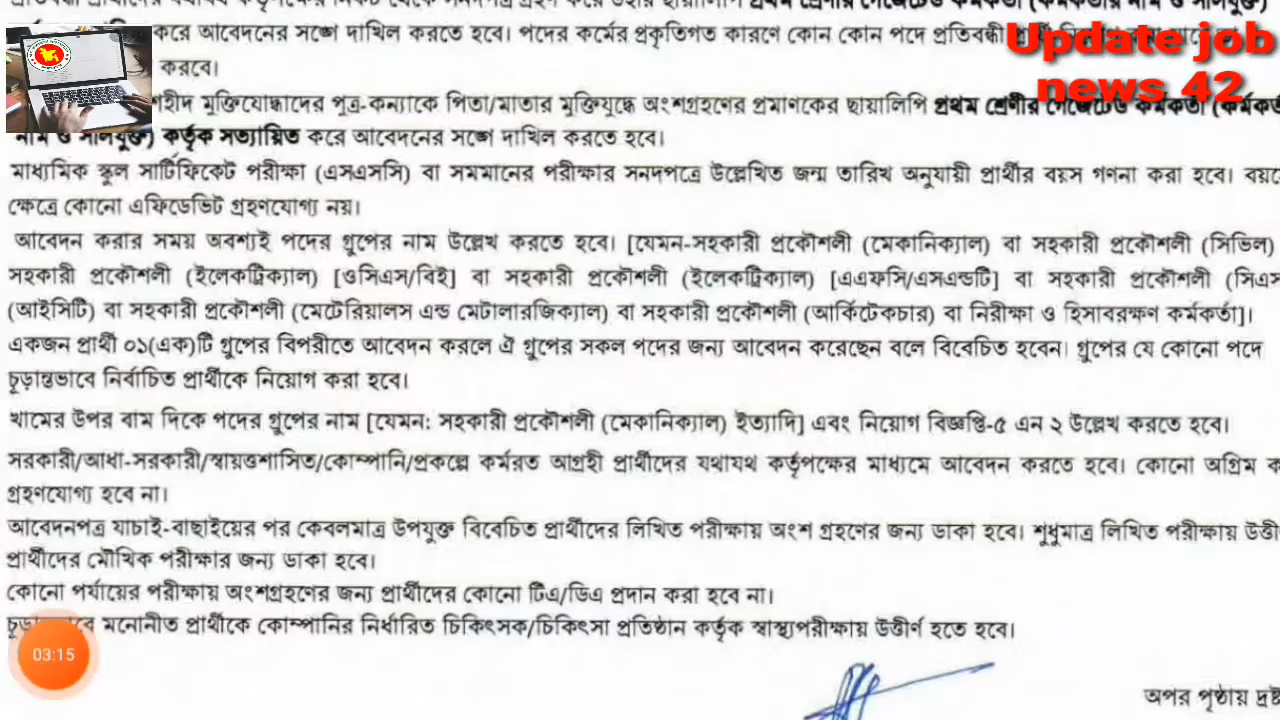 Update job
news 42
করে আবেদনের সঙ্গে দাখিল করতে হবে। পদের কর্মের প্রকৃতিগত কারণে কোন কোন পদে প্রতিবন্ধী
করবে।
শহীদ মুক্তিযোদ্ধাদের পুত্র-কন্যাকে পিতা/মাতার মুক্তিযুদ্ধে অংশগ্রহণের প্রমাণকের ছায়ালিপি প্রথম শ্রেণীর গেজেটেড কর্মকর্তা (কর্মকর্তার
নাম ও সীলযুক্ত) কর্তৃক সত্যায়িত করে আবেদনের সঙ্গে দাখিল করতে হবে।
মাধ্যমিক স্কুল সার্টিফিকেট পরীক্ষা (এসএসসি) বা সমমানের পরীক্ষার সনদপত্রে উল্লেখিত জন্ম তারিখ অনুযায়ী প্রার্থীর বয়স গণনা করা হবে। বয়সে
ক্ষেত্রে কোনো এফিডেভিট গ্রহণযোগ্য নয়।
আবেদন করার সময় অবশ্যই পদের গ্রুপের নাম উল্লেখ করতে হবে। [যেমন-সহকারী প্রকৌশলী (মেকানিক্যাল) বা সহকারী প্রকৌশলী (সিভিল)
সহকারী প্রকৌশলী (ইলেকট্রিক্যাল) [ওসিএস/বিই] বা সহকারী প্রকৌশলী (ইলেকট্রিক্যাল) [এএফসি/এসএন্ডটি] বা সহকারী প্রকৌশলী (সিএস
(আইসিটি) বা সহকারী প্রকৌশলী (মেটেরিয়ালস এন্ড মেটালারজিক্যাল) বা সহকারী প্রকৌশলী (আর্কিটেকচার) বা নিরীক্ষা ও হিসাবরক্ষণ কর্মকর্তা]।
একজন প্রার্থী ০১(এক)টি গ্রুপের বিপরীতে আবেদন করলে ঐ গ্রুপের সকল পদের জন্য আবেদন করেছেন বলে বিবেচিত হবেন। গ্রুপের যে কোনো পদে
চূড়ান্তভাবে নির্বাচিত প্রার্থীকে নিয়োগ করা হবে।
খামের উপর বাম দিকে পদের গ্রুপের নাম [যেমন: সহকারী প্রকৌশলী (মেকানিক্যাল) ইত্যাদি] এবং নিয়োগ বিজ্ঞপ্তি-৫ এন ২ উল্লেখ করতে হবে।
সরকারী/আধা-সরকারী/স্বায়ত্তশাসিত/কোম্পানি/প্রকল্পে কর্মরত আগ্রহী প্রার্থীদের যথাযথ কর্তৃপক্ষের মাধ্যমে আবেদন করতে হবে। কোনো অগ্রিম ক
গ্রহণযোগ্য হবে না।
আবেদনপত্র যাচাই-বাছাইয়ের পর কেবলমাত্র উপযুক্ত বিবেচিত প্রার্থীদের লিখিত পরীক্ষায় অংশ গ্রহণের জন্য ডাকা হবে। শুধুমাত্র লিখিত পরীক্ষায় উত্তী
প্রার্থীদের মৌখিক পরীক্ষার জন্য ডাকা হবে।
কোনো পর্যায়ের পরীক্ষায় অংশগ্রহণের জন্য প্রার্থীদের কোনো টিএ/ডিএ প্রদান করা হবে না।
মনোনীত প্রার্থীকে কোম্পানির নির্ধারিত চিকিৎসক/চিকিৎসা প্রতিষ্ঠান কর্তৃক স্বাস্থ্যপরীক্ষায় উত্তীর্ণ হতে হবে।
03:15
অপর পৃষ্ঠায় দ্রষ্ট